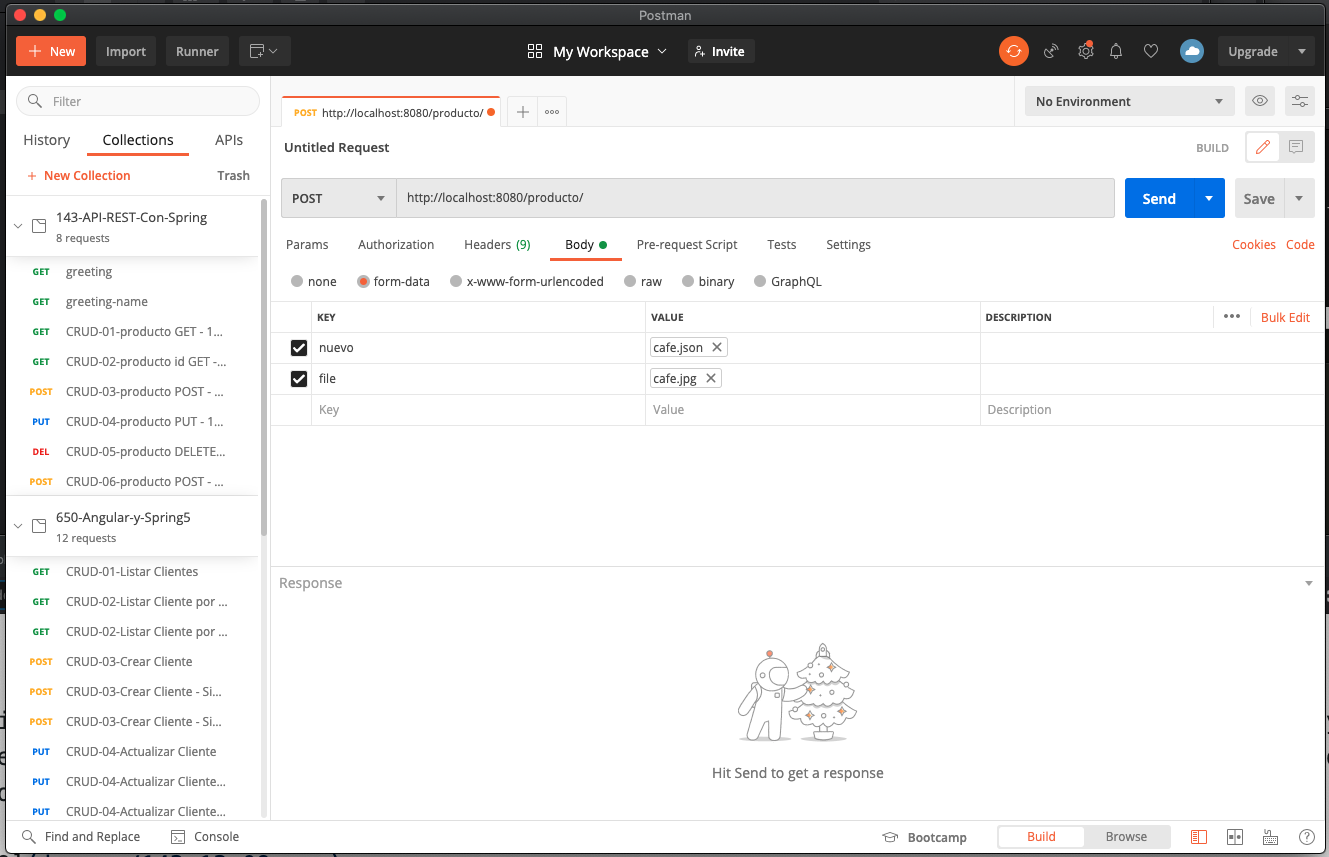 Postman
New Import Runner My Workspace Invite Upgrade
Filter
History Collections APIs
New Collection Trash
143-API-REST-Con-Spring
8 requests
GET greeting
GET greeting-name
GET CRUD-01-producto GET - 1...
GET CRUD-02-producto id GET -...
POST CRUD-03-producto POST - ...
PUT CRUD-04-producto PUT - 1...
DEL CRUD-05-producto DELETE...
POST CRUD-06-producto POST - ...
650-Angular-y-Spring5
12 requests
GET CRUD-01-Listar Clientes
GET CRUD-02-Listar Cliente por ...
GET CRUD-02-Listar Cliente por ...
POST CRUD-03-Crear Cliente
POST CRUD-03-Crear Cliente - Si...
POST CRUD-03-Crear Cliente - Si...
PUT CRUD-04-Actualizar Cliente
PUT CRUD-04-Actualizar Cliente...
PUT CRUD-04-Actualizar Cliente...
POST http://localhost:8080/producto/
No Environment
Untitled Request BUILD
POST http://localhost:8080/producto/ Send Save
Params Authorization Headers (9) Body Pre-request Script Tests Settings Cookies Code
none form-data x-www-form-urlencoded raw binary GraphQL
KEY VALUE DESCRIPTION Bulk Edit
nuevo cafe.json
file cafe.jpg
Key Value Description
Response
Hit Send to get a response
Find and Replace Console Bootcamp Build Browse